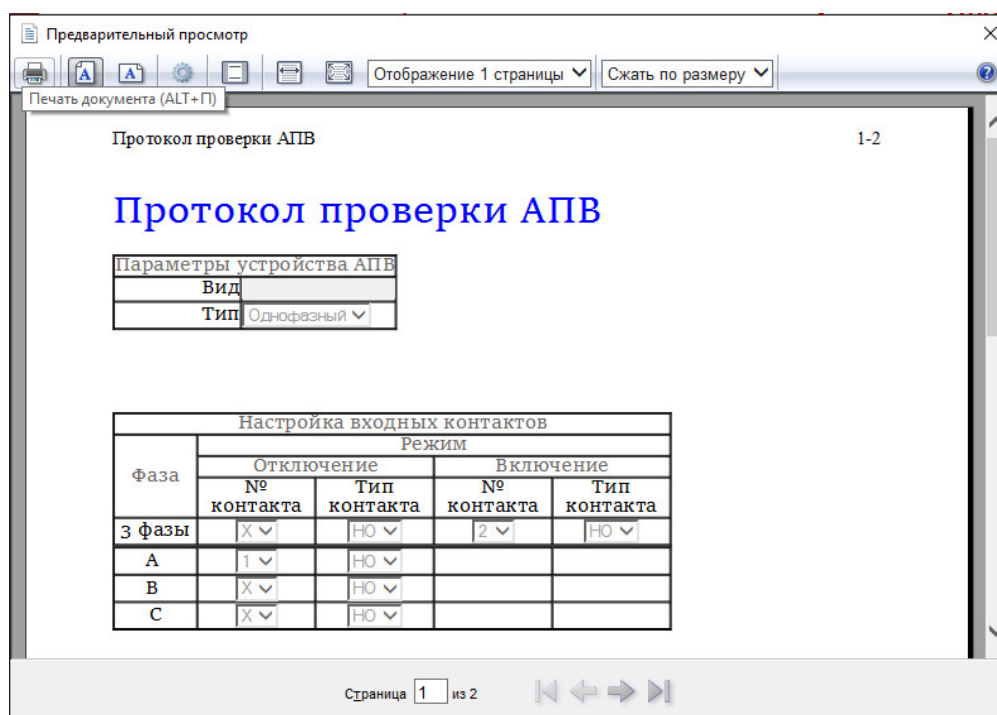 Предварительный просмотр
Отображение 1 страницы Сжать по размеру
Печать документа (ALT+П)
Протокол проверки АПВ 1-2
Протокол проверки АПВ
Параметры устройства АПВ
Вид
Тип Однофазный
Настройка входных контактов
Фаза Режим
Отключение Включение
№ контакта Тип контакта № контакта Тип контакта
3 фазы X НО 2 НО
А 1 НО
В X НО
С X НО
Страница 1 из 2